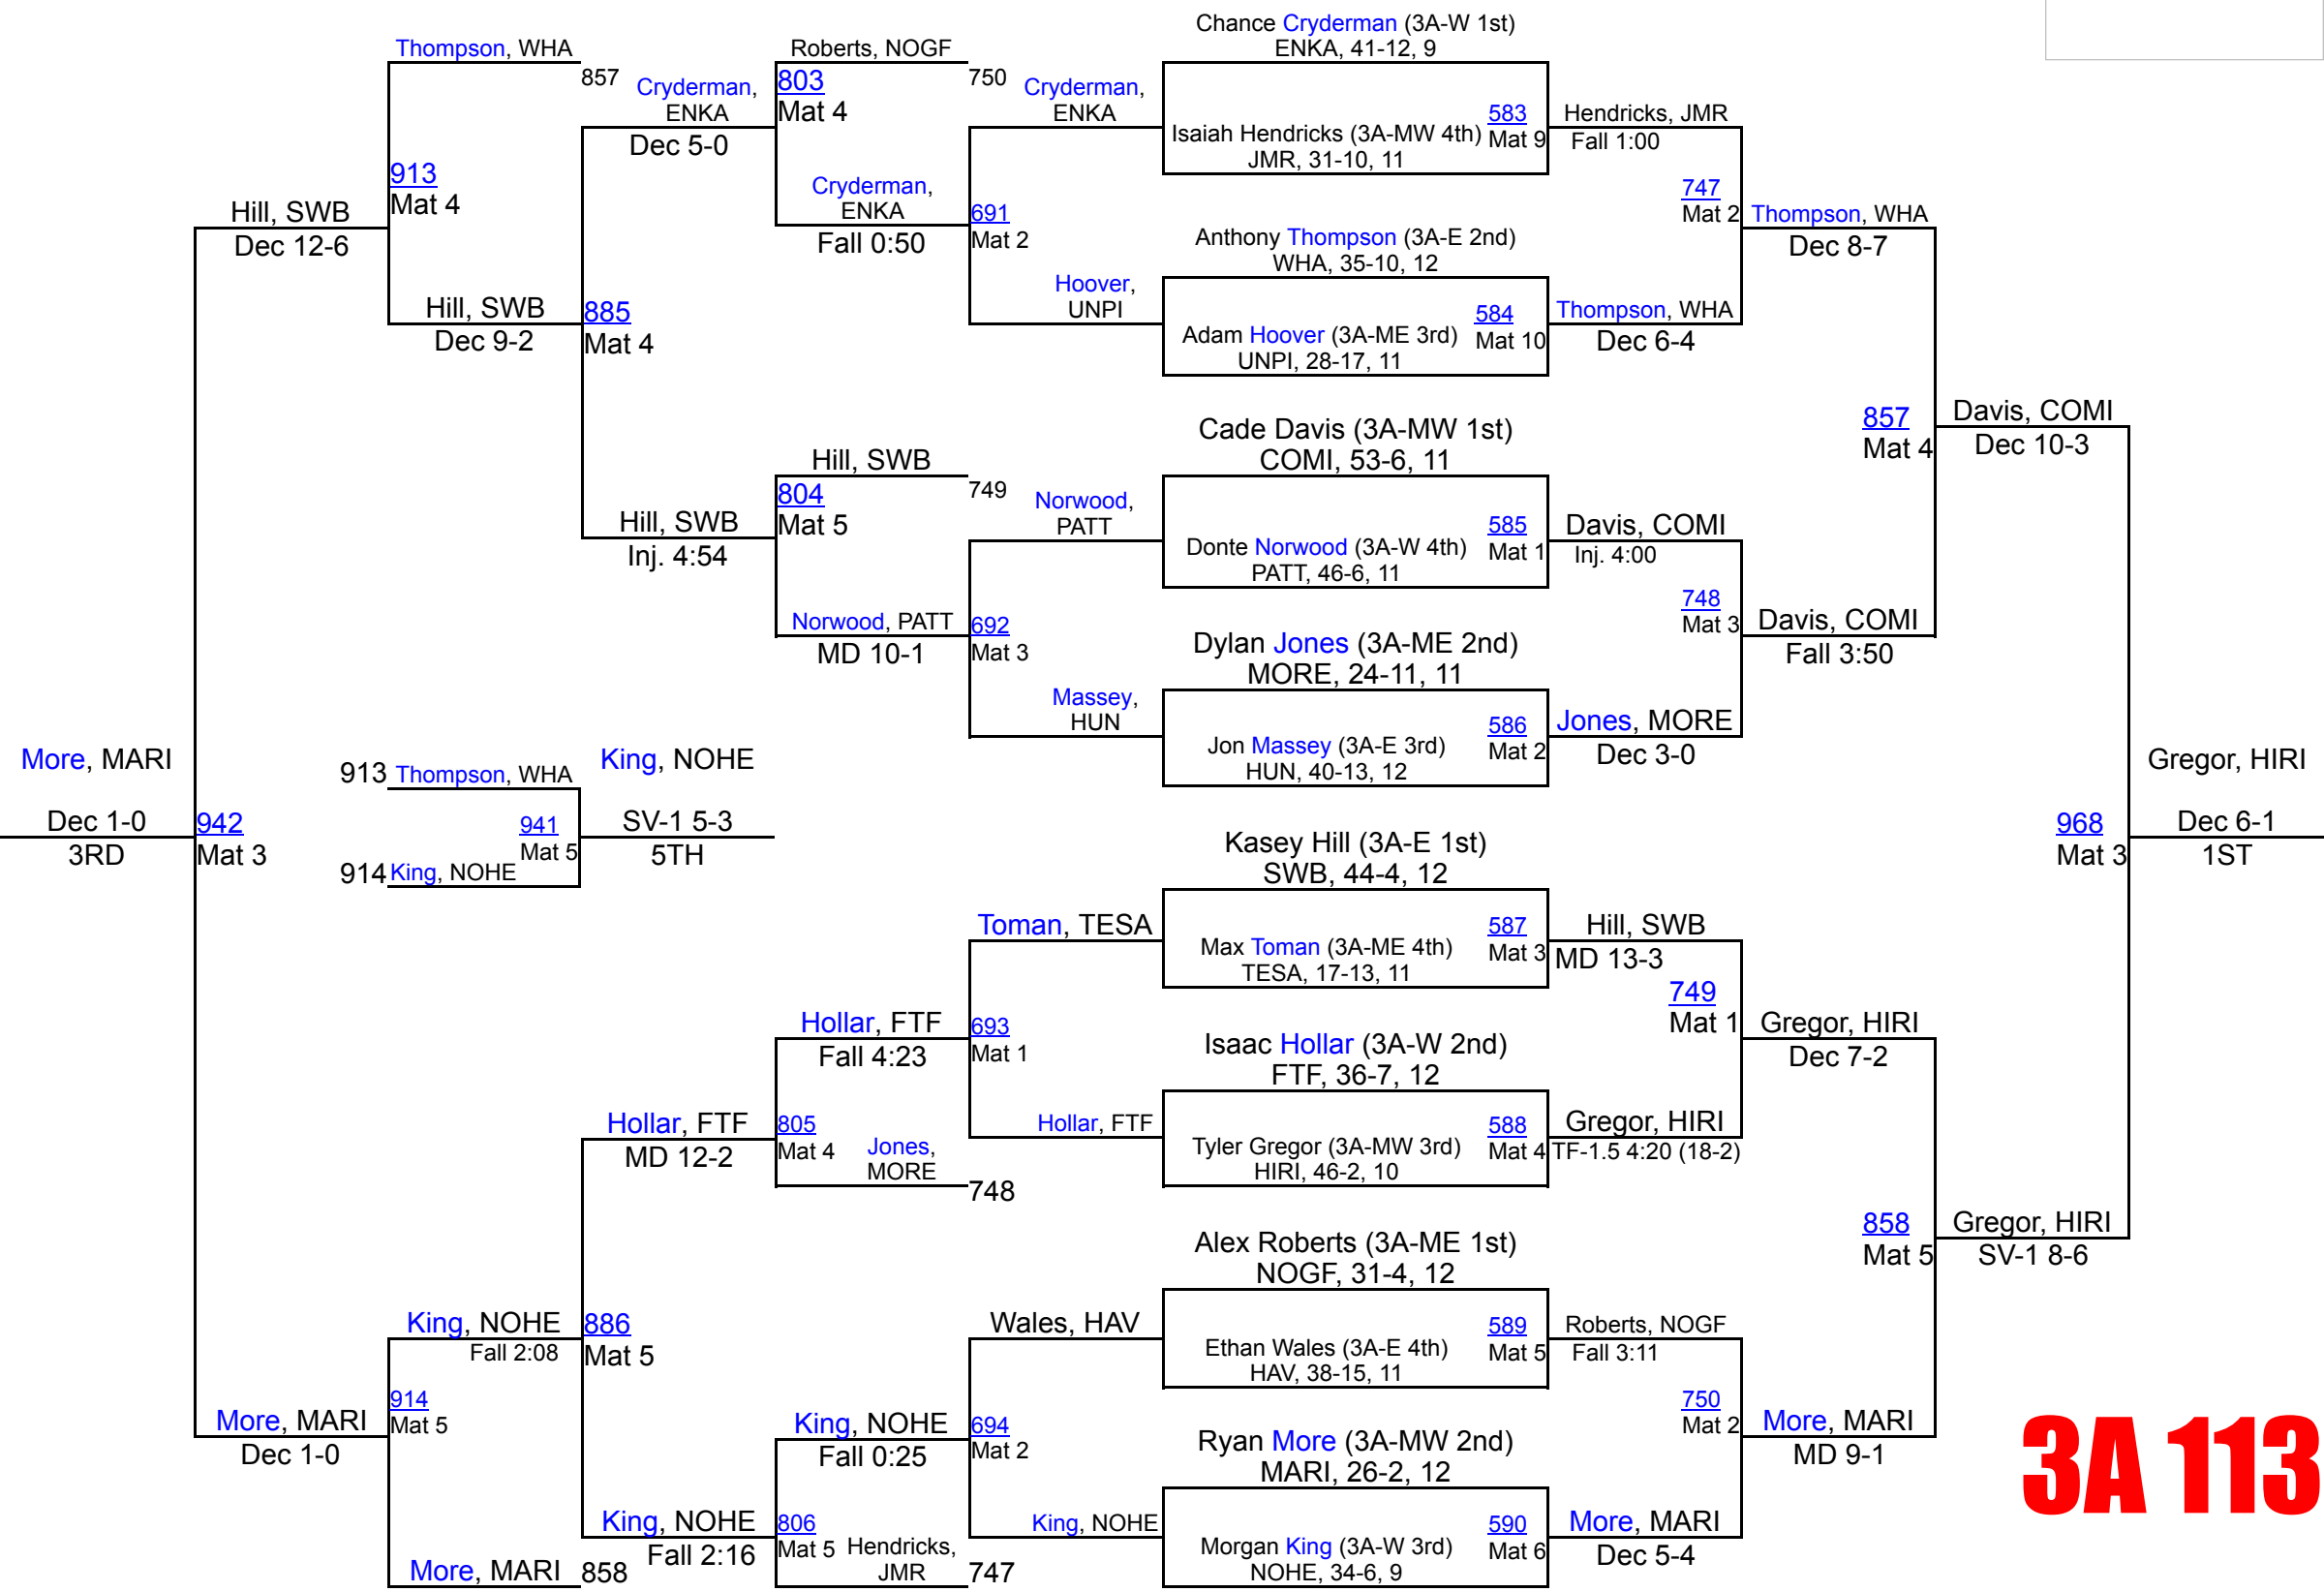 Chance Cryderman (3A-W 1st)
ENKA, 41-12, 9
Thompson, WHA
Roberts, NOGF
857
Cryderman,
ENKA
Dec 5-0
803
Mat 4
750
Cryderman,
ENKA
583
Mat 9
Isaiah Hendricks (3A-MW 4th)
JMR, 31-10, 11
Hendricks, JMR
Fall 1:00
913
Mat 4
Cryderman,
ENKA
Fall 0:50
691
Mat 2
747
Mat 2
Thompson, WHA
Dec 8-7
Hill, SWB
Dec 12-6
Anthony Thompson (3A-E 2nd)
WHA, 35-10, 12
Hill, SWB
Dec 9-2
885
Mat 4
Hoover,
UNPI
584
Mat 10
Adam Hoover (3A-ME 3rd)
UNPI, 28-17, 11
Thompson, WHA
Dec 6-4
857
Mat 4
Davis, COMI
Dec 10-3
Cade Davis (3A-MW 1st)
COMI, 53-6, 11
Hill, SWB
749
804
Mat 5
Norwood,
PATT
Hill, SWB
Inj. 4:54
585
Mat 1
Donte Norwood (3A-W 4th)
PATT, 46-6, 11
Davis, COMI
Inj. 4:00
Norwood, PATT
MD 10-1
692
Mat 3
748
Mat 3
Davis, COMI
Fall 3:50
Dylan Jones (3A-ME 2nd)
MORE, 24-11, 11
Massey,
HUN
586
Mat 2
Jon Massey (3A-E 3rd)
HUN, 40-13, 12
Jones, MORE
Dec 3-0
More, MARI
Dec 1-0
3RD
942
Mat 3
913
Thompson, WHA
941
Mat 5
914
King, NOHE
King, NOHE
SV-1 5-3
5TH
Gregor, HIRI
968
Mat 3
Dec 6-1
1ST
Kasey Hill (3A-E 1st)
SWB, 44-4, 12
Toman, TESA
587
Mat 3
Max Toman (3A-ME 4th)
TESA, 17-13, 11
Hill, SWB
MD 13-3
Hollar, FTF
Fall 4:23
693
Mat 1
749
Mat 1
Gregor, HIRI
Dec 7-2
Isaac Hollar (3A-W 2nd)
FTF, 36-7, 12
Hollar, FTF
MD 12-2
805
Mat 4
Jones,
MORE
748
Hollar, FTF
588
Mat 4
Tyler Gregor (3A-MW 3rd)
HIRI, 46-2, 10
Gregor, HIRI
TF-1.5 4:20 (18-2)
858
Mat 5
Gregor, HIRI
SV-1 8-6
Alex Roberts (3A-ME 1st)
NOGF, 31-4, 12
King, NOHE
Fall 2:08
886
Mat 5
Wales, HAV
589
Mat 5
Ethan Wales (3A-E 4th)
HAV, 38-15, 11
Roberts, NOGF
Fall 3:11
914
Mat 5
More, MARI
Dec 1-0
King, NOHE
Fall 0:25
694
Mat 2
750
Mat 2
More, MARI
MD 9-1
Ryan More (3A-MW 2nd)
MARI, 26-2, 12
3A 113
King, NOHE
Fall 2:16
806
Mat 5
Hendricks,
JMR
747
King, NOHE
590
Mat 6
Morgan King (3A-W 3rd)
NOHE, 34-6, 9
More, MARI
Dec 5-4
More, MARI
858